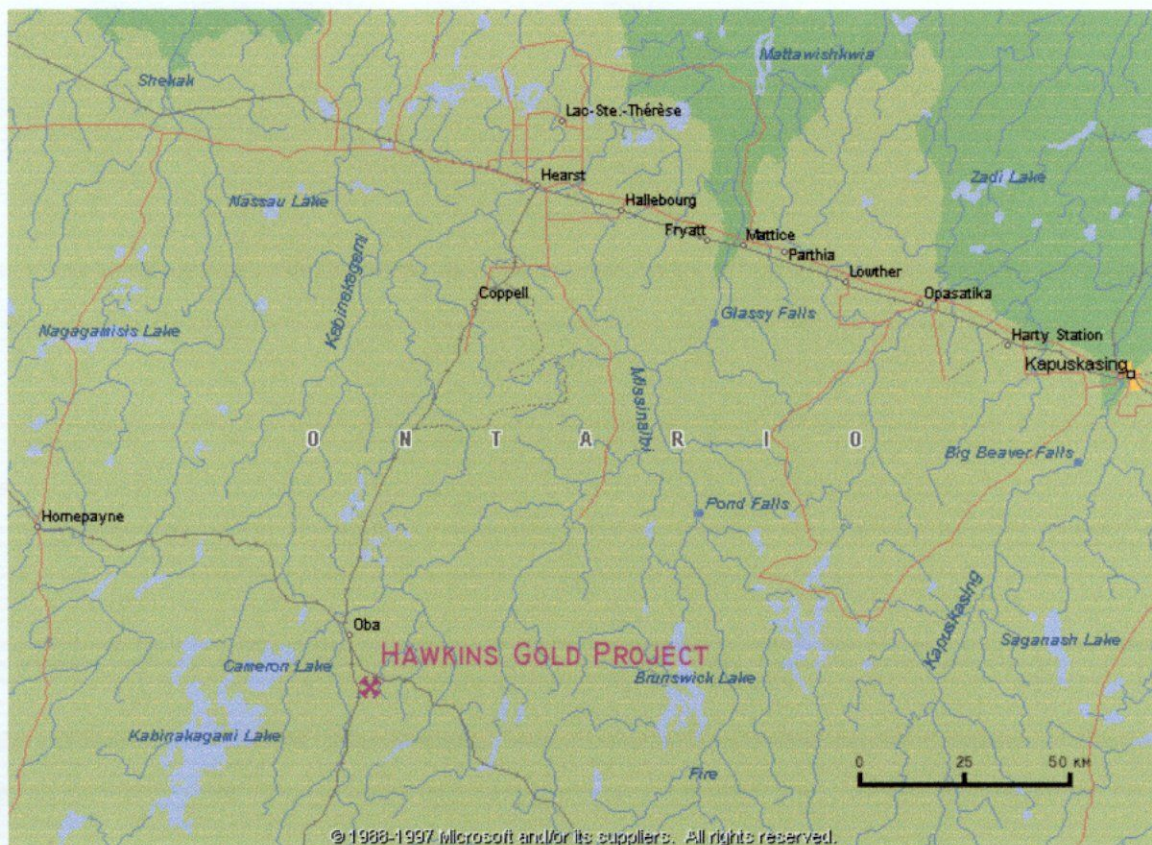 Mattawishkwia
Shekak
Lac-Ste.-Thérèse
Hearst
Zadi Lake
Nassau Lake
Hallebourg
Fryatt
Mattice
Parthia
Kabinakagami
Lowther
Coppell
Opasatika
Glassy Falls
Nagagamisis Lake
Harty Station
Kapuskasing
Missinaibi
O N T A R I O
Big Beaver Falls
Pond Falls
Hornepayne
Kapuskasing
Oba
Saganash Lake
HAWKINS GOLD PROJECT
Cameron Lake
Brunswick Lake
Kabinakagami Lake
0 25 50 KM
Fire
© 1988-1997 Microsoft and/or its suppliers. All rights reserved.